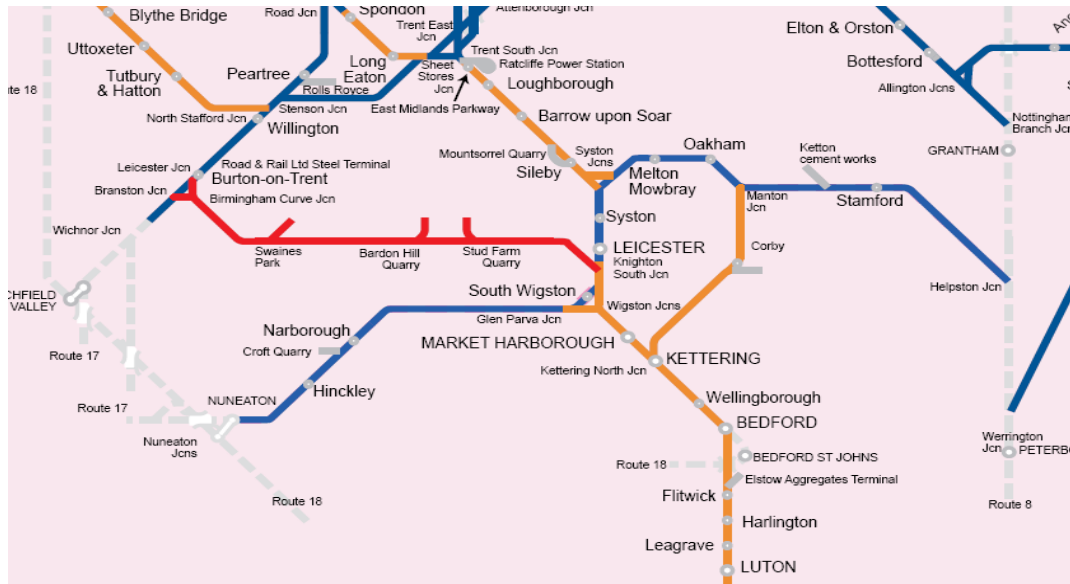 Blythe Bridge
Road Jcn
Spondon
Trent East
Jcn
Attenborough Jcn
Uttoxeter
Tutbury
& Hatton
Peartree
Rolls Royce
Long
Eaton
Sheet
Stores
Jcn
Trent South Jcn
Ratcliffe Power Station
Loughborough
East Midlands Parkway
Stenson Jcn
North Stafford Jcn
Willington
Barrow upon Soar
Elton & Orston
Bottesford
Allington Jcns
Nottingham
Branch Jcn
GRANTHAM
ute 18
Leicester Jcn
Road & Rail Ltd Steel Terminal
Burton-on-Trent
Branston Jcn
Birmingham Curve Jcn
Wichnor Jcn
Mountsorrel Quarry
Syston
Jcns
Sileby
Melton
Mowbray
Oakham
Ketton
cement works
Manton
Jcn
Stamford
Syston
LEICESTER
Knighton
South Jcn
Corby
Helpston Jcn
Swaines
Park
Bardon Hill
Quarry
Stud Farm
Quarry
South Wigston
Wigston Jcns
Glen Parva Jcn
CHFIELD
VALLEY
Route 17
Narborough
Croft Quarry
MARKET HARBOROUGH
KETTERING
Kettering North Jcn
Hinckley
NUNEATON
Route 17
Nuneaton
Jcns
Route 18
Wellingborough
BEDFORD
BEDFORD ST JOHNS
Route 18
Elstow Aggregates Terminal
Flitwick
Harlington
Leagrave
LUTON
Werrington
Jcn
PETERBO
Route 8